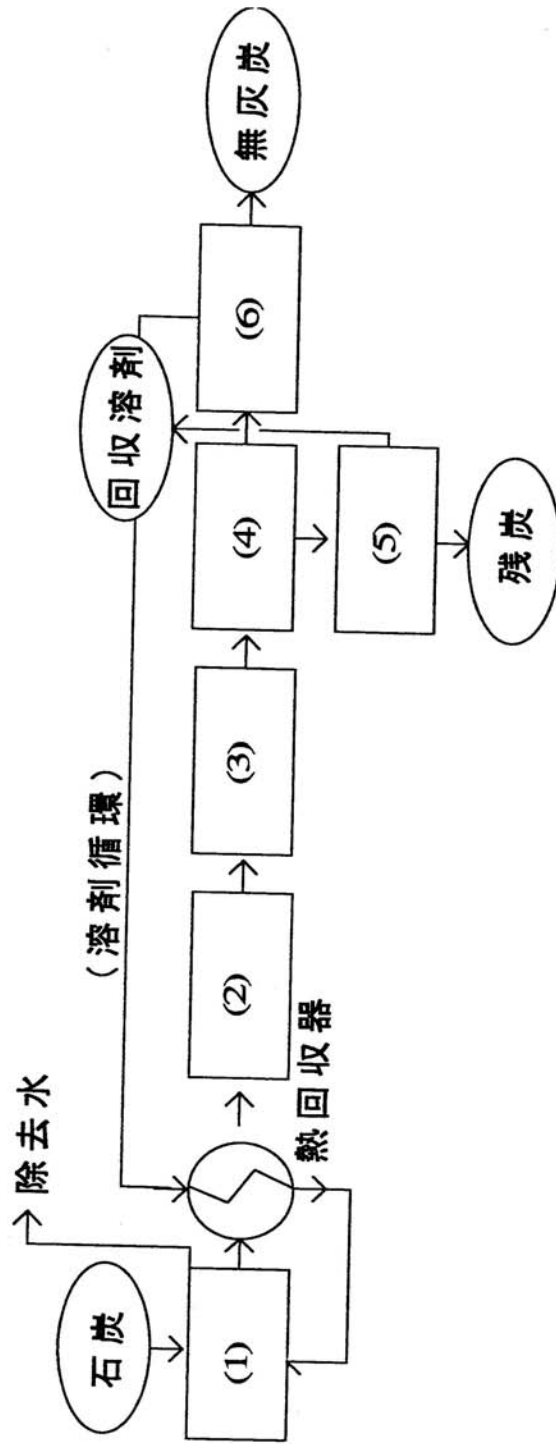 石炭
除去水
(1)
熱回収器
(溶剤循環)
(2)
(3)
(4)
(5)
(6)
回収溶剤
残炭
無灰炭